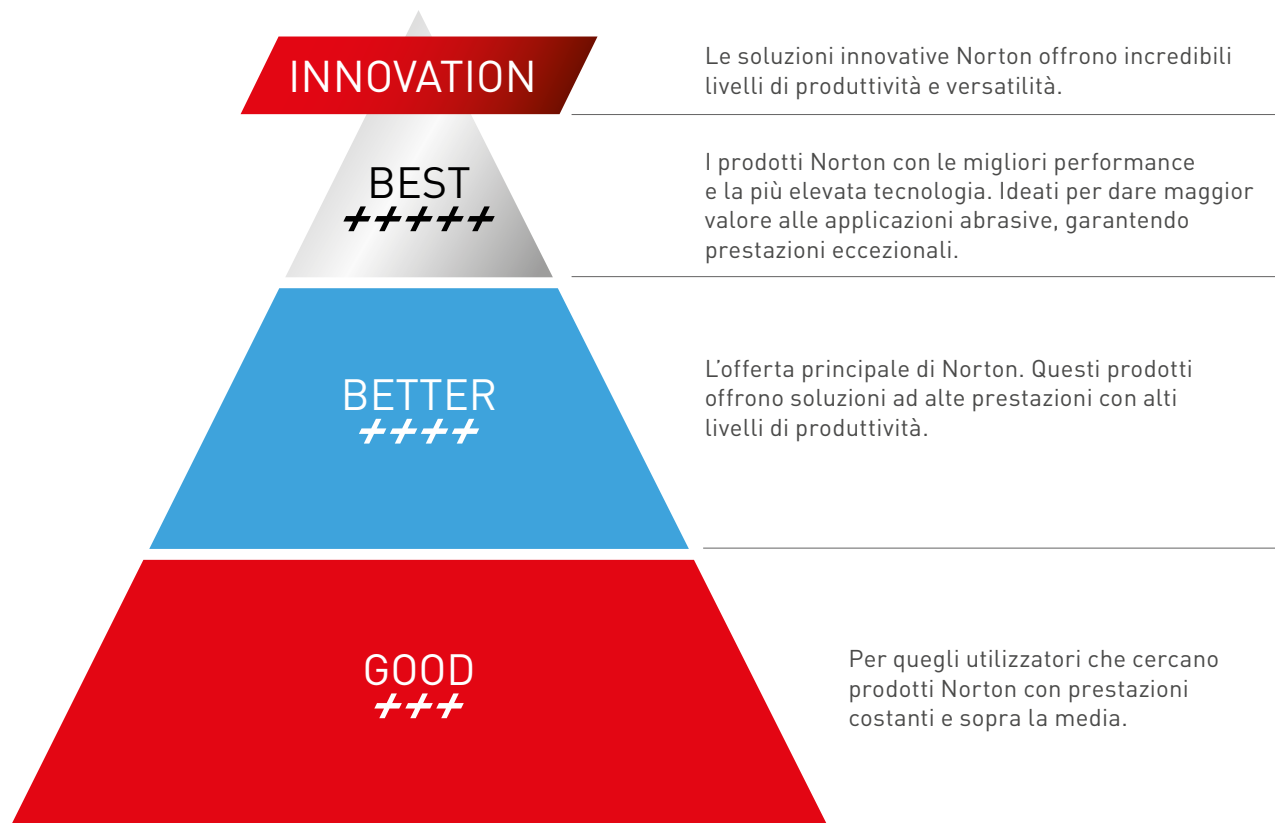 INNOVATION
Le soluzioni innovative Norton offrono incredibili
livelli di produttività e versatilità.
BEST
+++++
I prodotti Norton con le migliori performance
e la più elevata tecnologia. Ideati per dare maggior
valore alle applicazioni abrasive, garantendo
prestazioni eccezionali.
BETTER
++++
L'offerta principale di Norton. Questi prodotti
offrono soluzioni ad alte prestazioni con alti
livelli di produttività.
GOOD
+++
Per quegli utilizzatori che cercano
prodotti Norton con prestazioni
costanti e sopra la media.